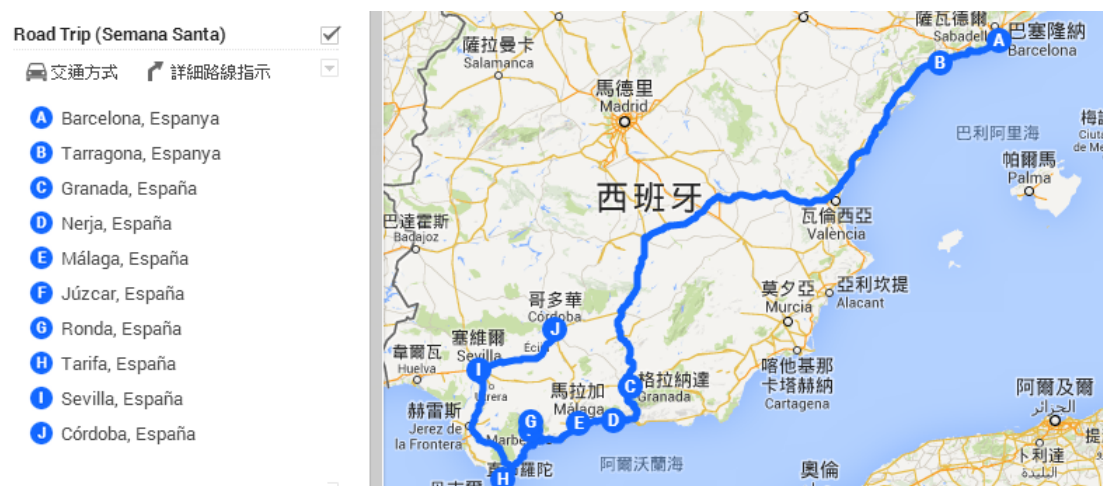 Road Trip (Semana Santa)
交通方式 詳細路線指示
A Barcelona, Espanya
B Tarragona, Espanya
C Granada, España
D Nerja, España
E Málaga, España
F Júzcar, España
G Ronda, España
H Tarifa, España
I Sevilla, España
J Córdoba, España
薩瓦德爾
Sabadell
巴塞隆納
Barcelona
A
B
薩拉曼卡
Salamanca
馬德里
Madrid
巴利阿里海
帕爾馬
Palma
西班牙
巴達霍斯
Badajoz
瓦倫西亞
València
莫夕亞
Murcia
亞利坎提
Alacant
哥多華
Córdoba
J
塞維爾
Sevilla
I
韋爾瓦
Huelva
喀他基那
卡塔赫納
Cartagena
格拉納達
Granada
C
馬拉加
Málaga
G
E
D
赫雷斯
Jerez de
la Frontera
H
阿爾沃蘭海
奧倫
阿爾及爾
الجزائر
卜利達
البليدة